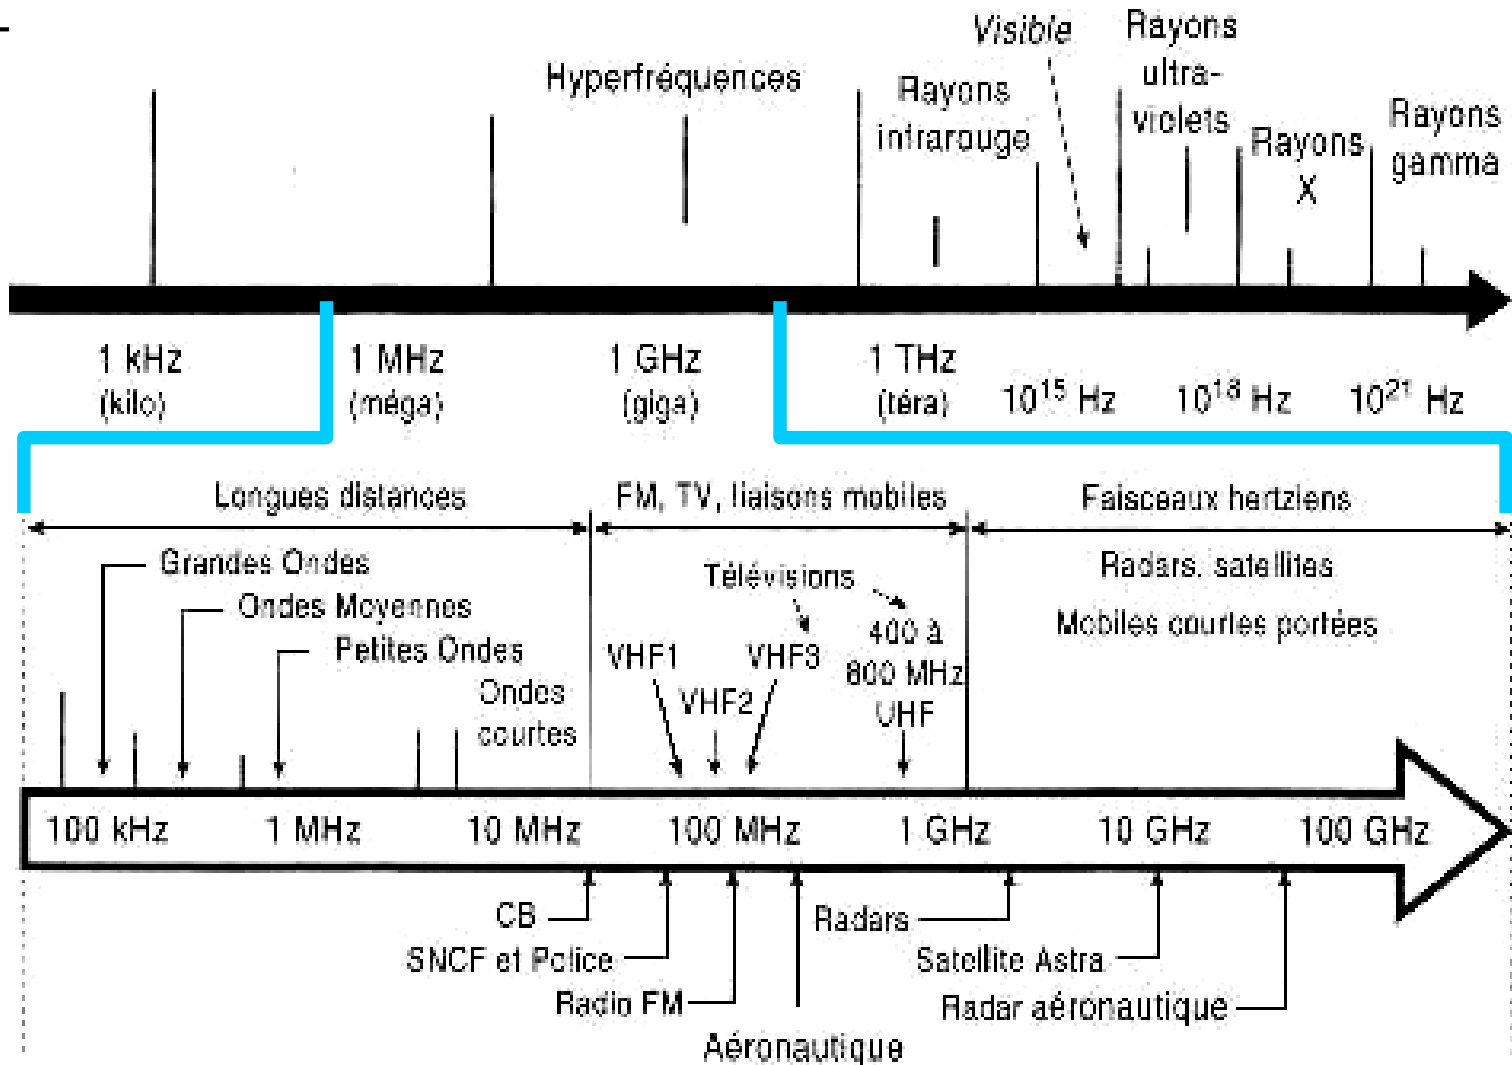 Visible
Rayons
ultra-
violets
Hyperfréquences
Rayons
infrarouge
Rayons
X
Rayons
gamma
1 kHz
(kilo)
1 MHz
(méga)
1 GHz
(giga)
1 THz
(téra)
10¹⁵ Hz
10¹⁸ Hz
10²¹ Hz
Longues distances
FM, TV, liaisons mobiles
Faisceaux hertziens
Grandes Ondes
Ondes Moyennes
Petites Ondes
Ondes
courtes
Télévisions
VHF1
VHF2
VHF3
400 à
800 MHz
UHF
Radars, satellites
Mobiles courtes portées
100 kHz
1 MHz
10 MHz
100 MHz
1 GHz
10 GHz
100 GHz
CB
SNCF et Police
Radio FM
Aéronautique
Radars
Satellite Astra
Radar aéronautique